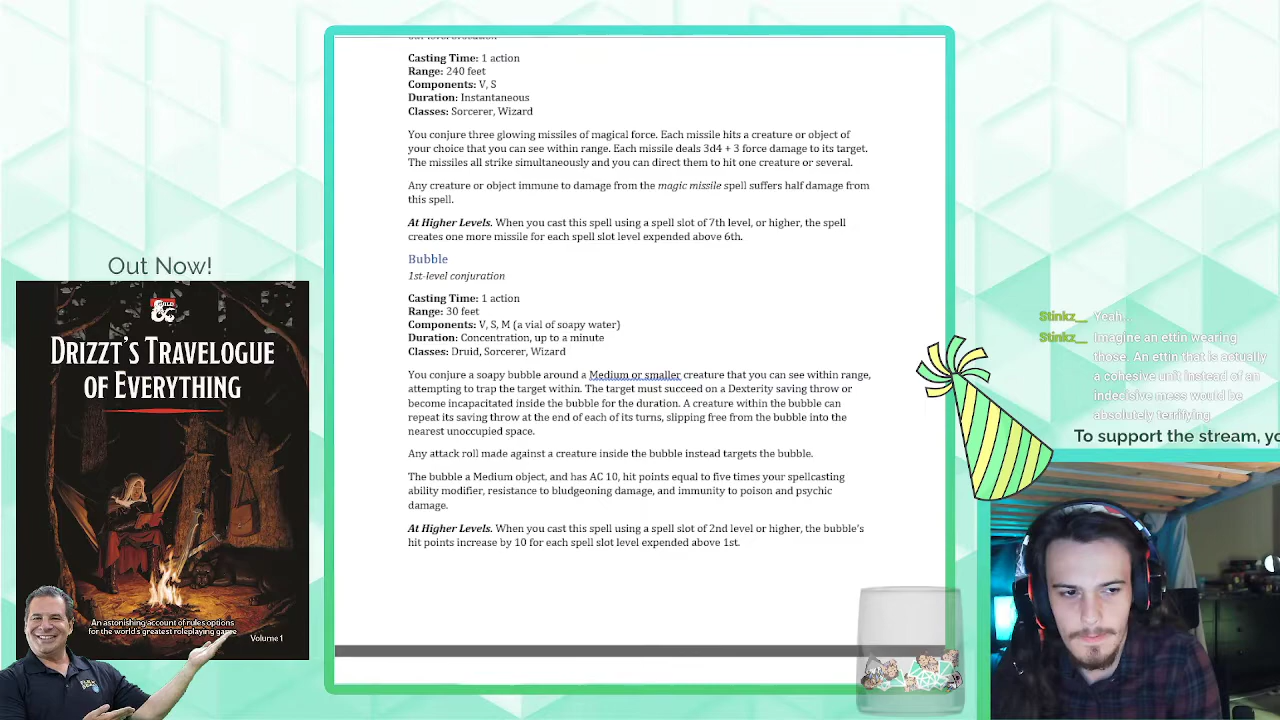 Casting Time: 1 action
Range: 240 feet
Components: V, S
Duration: Instantaneous
Classes: Sorcerer, Wizard
You conjure three glowing missiles of magical force. Each missile hits a creature or object of
your choice that you can see within range. Each missile deals 3d4 + 3 force damage to its target.
The missiles all strike simultaneously and you can direct them to hit one creature or several.
Any creature or object immune to damage from the magic missile spell suffers half damage from
this spell.
At Higher Levels. When you cast this spell using a spell slot of 7th level, or higher, the spell
creates one more missile for each spell slot level expended above 6th.
Bubble
1st-level conjuration
Casting Time: 1 action
Range: 30 feet
Components: V, S, M (a vial of soapy water)
Duration: Concentration, up to a minute
Classes: Druid, Sorcerer, Wizard
You conjure a soapy bubble around a Medium or smaller creature that you can see within range,
attempting to trap the target within. The target must succeed on a Dexterity saving throw or
become incapacitated inside the bubble for the duration. A creature within the bubble can
repeat its saving throw at the end of each of its turns, slipping free from the bubble into the
nearest unoccupied space.
Any attack roll made against a creature inside the bubble instead targets the bubble.
The bubble a Medium object, and has AC 10, hit points equal to five times your spellcasting
ability modifier, resistance to bludgeoning damage, and immunity to poison and psychic
damage.
At Higher Levels. When you cast this spell using a spell slot of 2nd level or higher, the bubble's
hit points increase by 10 for each spell slot level expended above 1st.
Out Now!
DRIZZT'S TRAVELOGUE
OF EVERYTHING
An astonishing account of rules options
for the world's greatest roleplaying game
Volume 1
Stinkz__ Yeah.
Stinkz__ Imagine an ettin wearing
those. An ettin that is actually
a cohesive unit instead of an
indecisive mess would be
absolutely terrifying
To support the stream, yo